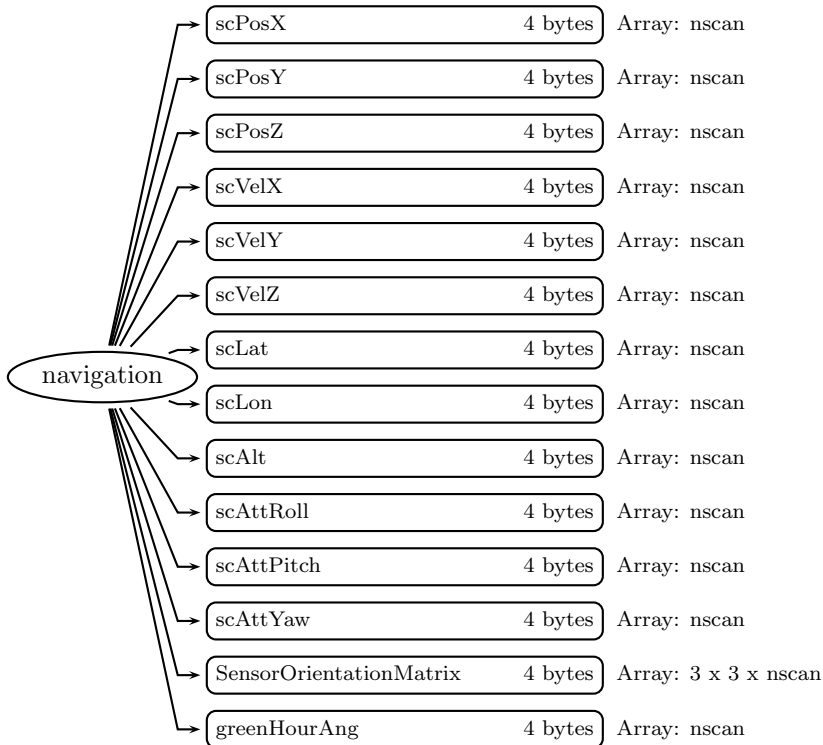 scPosX 4 bytes Array: nscan
scPosY 4 bytes Array: nscan
scPosZ 4 bytes Array: nscan
scVelX 4 bytes Array: nscan
scVelY 4 bytes Array: nscan
scVelZ 4 bytes Array: nscan
scLat 4 bytes Array: nscan
navigation
scLon 4 bytes Array: nscan
scAlt 4 bytes Array: nscan
scAttRoll 4 bytes Array: nscan
scAttPitch 4 bytes Array: nscan
scAttYaw 4 bytes Array: nscan
SensorOrientationMatrix 4 bytes Array: 3 x 3 x nscan
greenHourAng 4 bytes Array: nscan